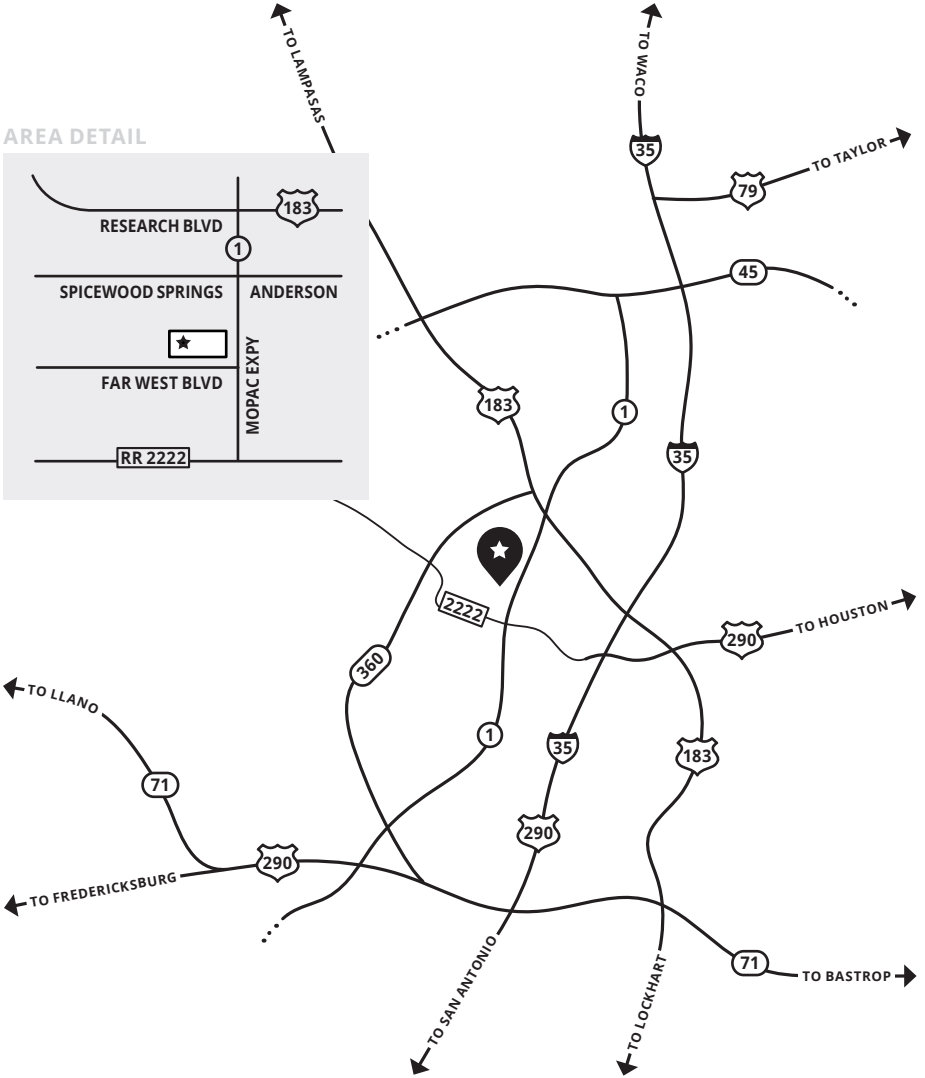 TO LAMPASAS
TO WACO
35
TO TAYLOR
79
AREA DETAIL
183
RESEARCH BLVD
1
SPICEWOOD SPRINGS
ANDERSON
FAR WEST BLVD
MOPAC EXPY
RR 2222
45
183
1
35
2222
TO HOUSTON
290
360
TO LLANO
1
35
183
71
290
290
TO FREDERICKSBURG
TO SAN ANTONIO
TO LOCKHART
71
TO BASTROP